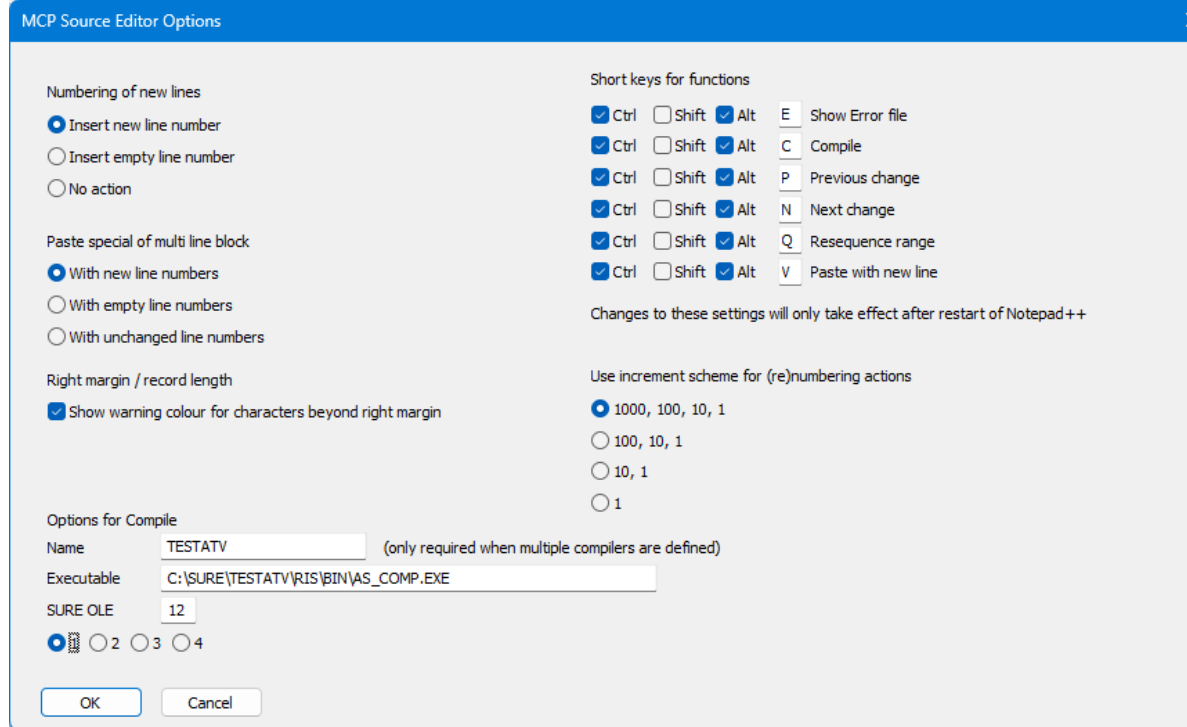 MCP Source Editor Options
Numbering of new lines
Insert new line number
Insert empty line number
No action
Paste special of multi line block
With new line numbers
With empty line numbers
With unchanged line numbers
Right margin / record length
Show warning colour for characters beyond right margin
Short keys for functions
Ctrl Shift Alt E Show Error file
Ctrl Shift Alt C Compile
Ctrl Shift Alt P Previous change
Ctrl Shift Alt N Next change
Ctrl Shift Alt Q Resequence range
Ctrl Shift Alt V Paste with new line
Changes to these settings will only take effect after restart of Notepad++
Use increment scheme for (re)numbering actions
1000, 100, 10, 1
100, 10, 1
10, 1
1
Options for Compile
Name TESTATV (only required when multiple compilers are defined)
Executable C:\SURE\TESTATV\RIS\BIN\AS_COMP.EXE
SURE OLE 12
1 2 3 4
OK Cancel